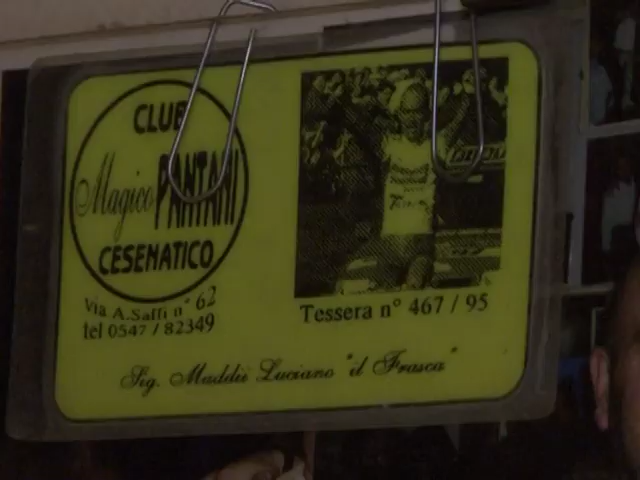 CLUB
Magico PANTANI
CESENATICO
Via A.Saffi n° 62
tel 0547 / 82349
Tessera n° 467 / 95
Sig. Maddii Luciano "il Frasca"